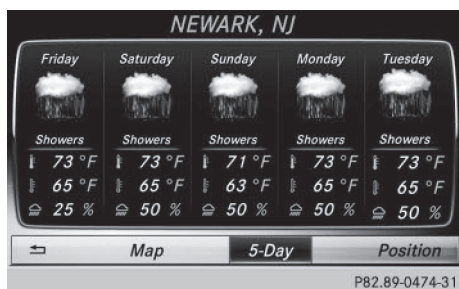 NEWARK, NJ
Friday Saturday Sunday Monday Tuesday
Showers Showers Showers Showers Showers
73 °F 73 °F 71 °F 73 °F 73 °F
65 °F 65 °F 63 °F 65 °F 65 °F
25 % 50 % 50 % 50 % 50 %
Map 5-Day Position
P82.89-0474-31